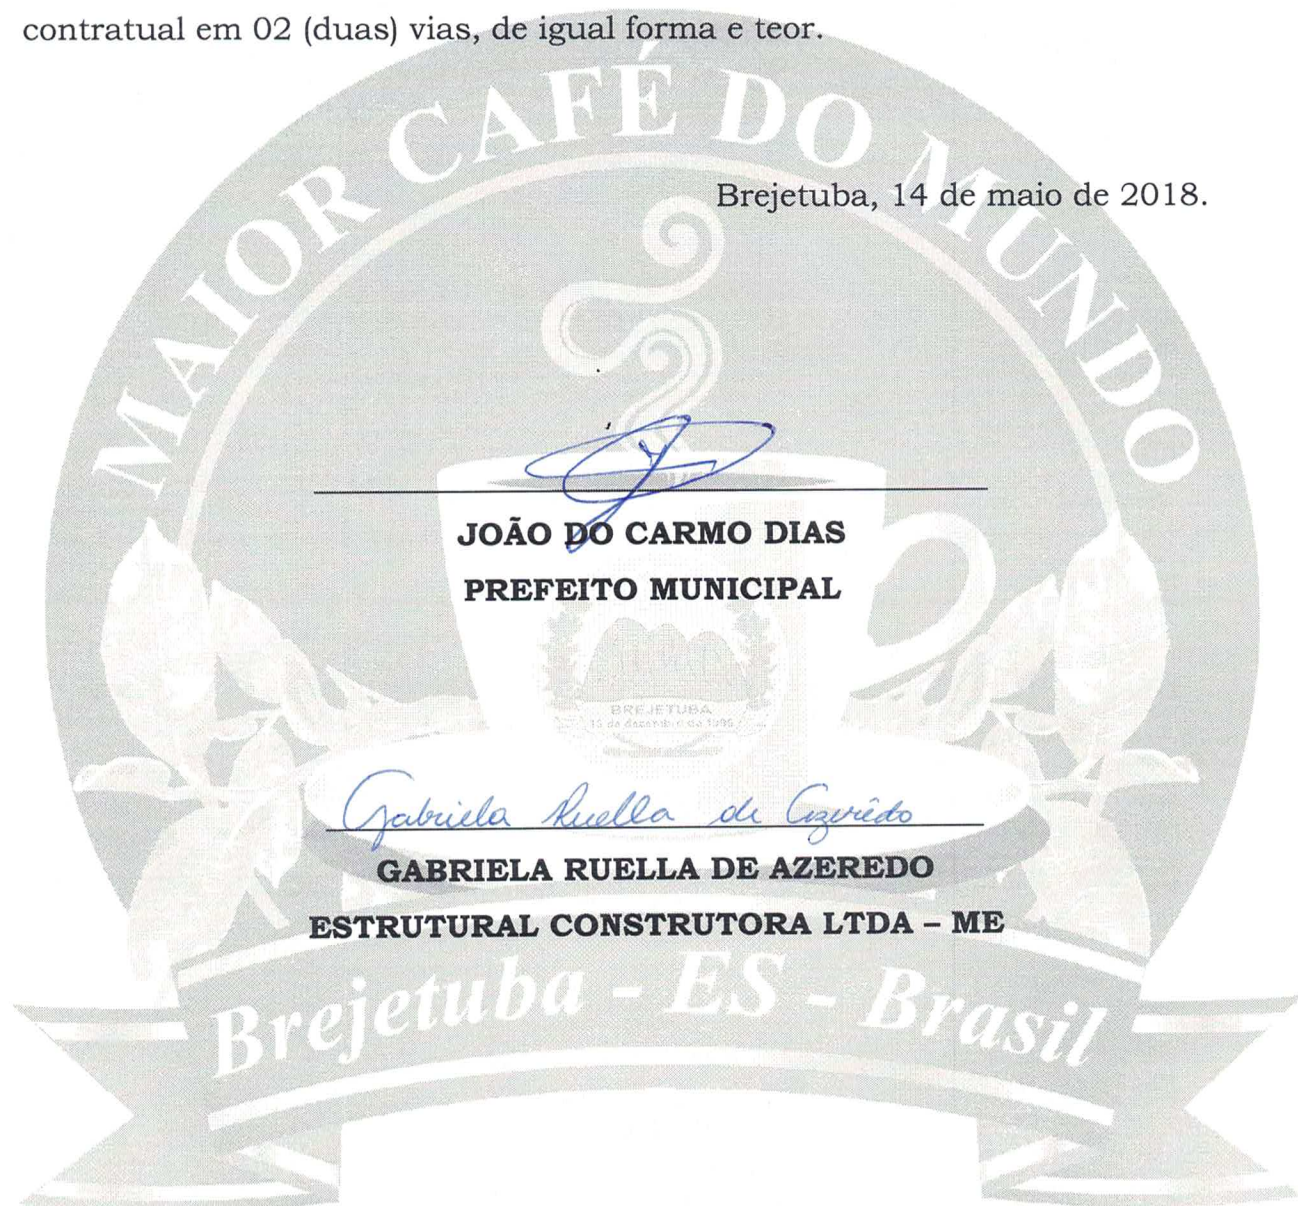 contratual em 02 (duas) vias, de igual forma e teor.
MAIOR CAFÉ DO MUNDO
Brejetuba, 14 de maio de 2018.
JOÃO DO CARMO DIAS
PREFEITO MUNICIPAL
BREJETUBA
Gabriela Ruella de Azerêdo
GABRIELA RUELLA DE AZEREDO
ESTRUTURAL CONSTRUTORA LTDA – ME
Brejetuba - ES - Brasil